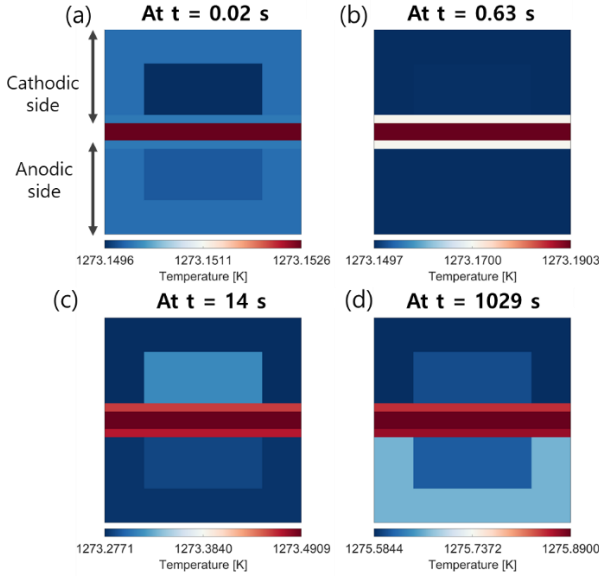 (a) At t = 0.02 s
(b) At t = 0.63 s
Cathodic
side
Anodic
side
1273.1496 1273.1511 1273.1526
Temperature [K]
1273.1497 1273.1700 1273.1903
Temperature [K]
(c) At t = 14 s
(d) At t = 1029 s
1273.2771 1273.3840 1273.4909
Temperature [K]
1275.5844 1275.7372 1275.8900
Temperature [K]